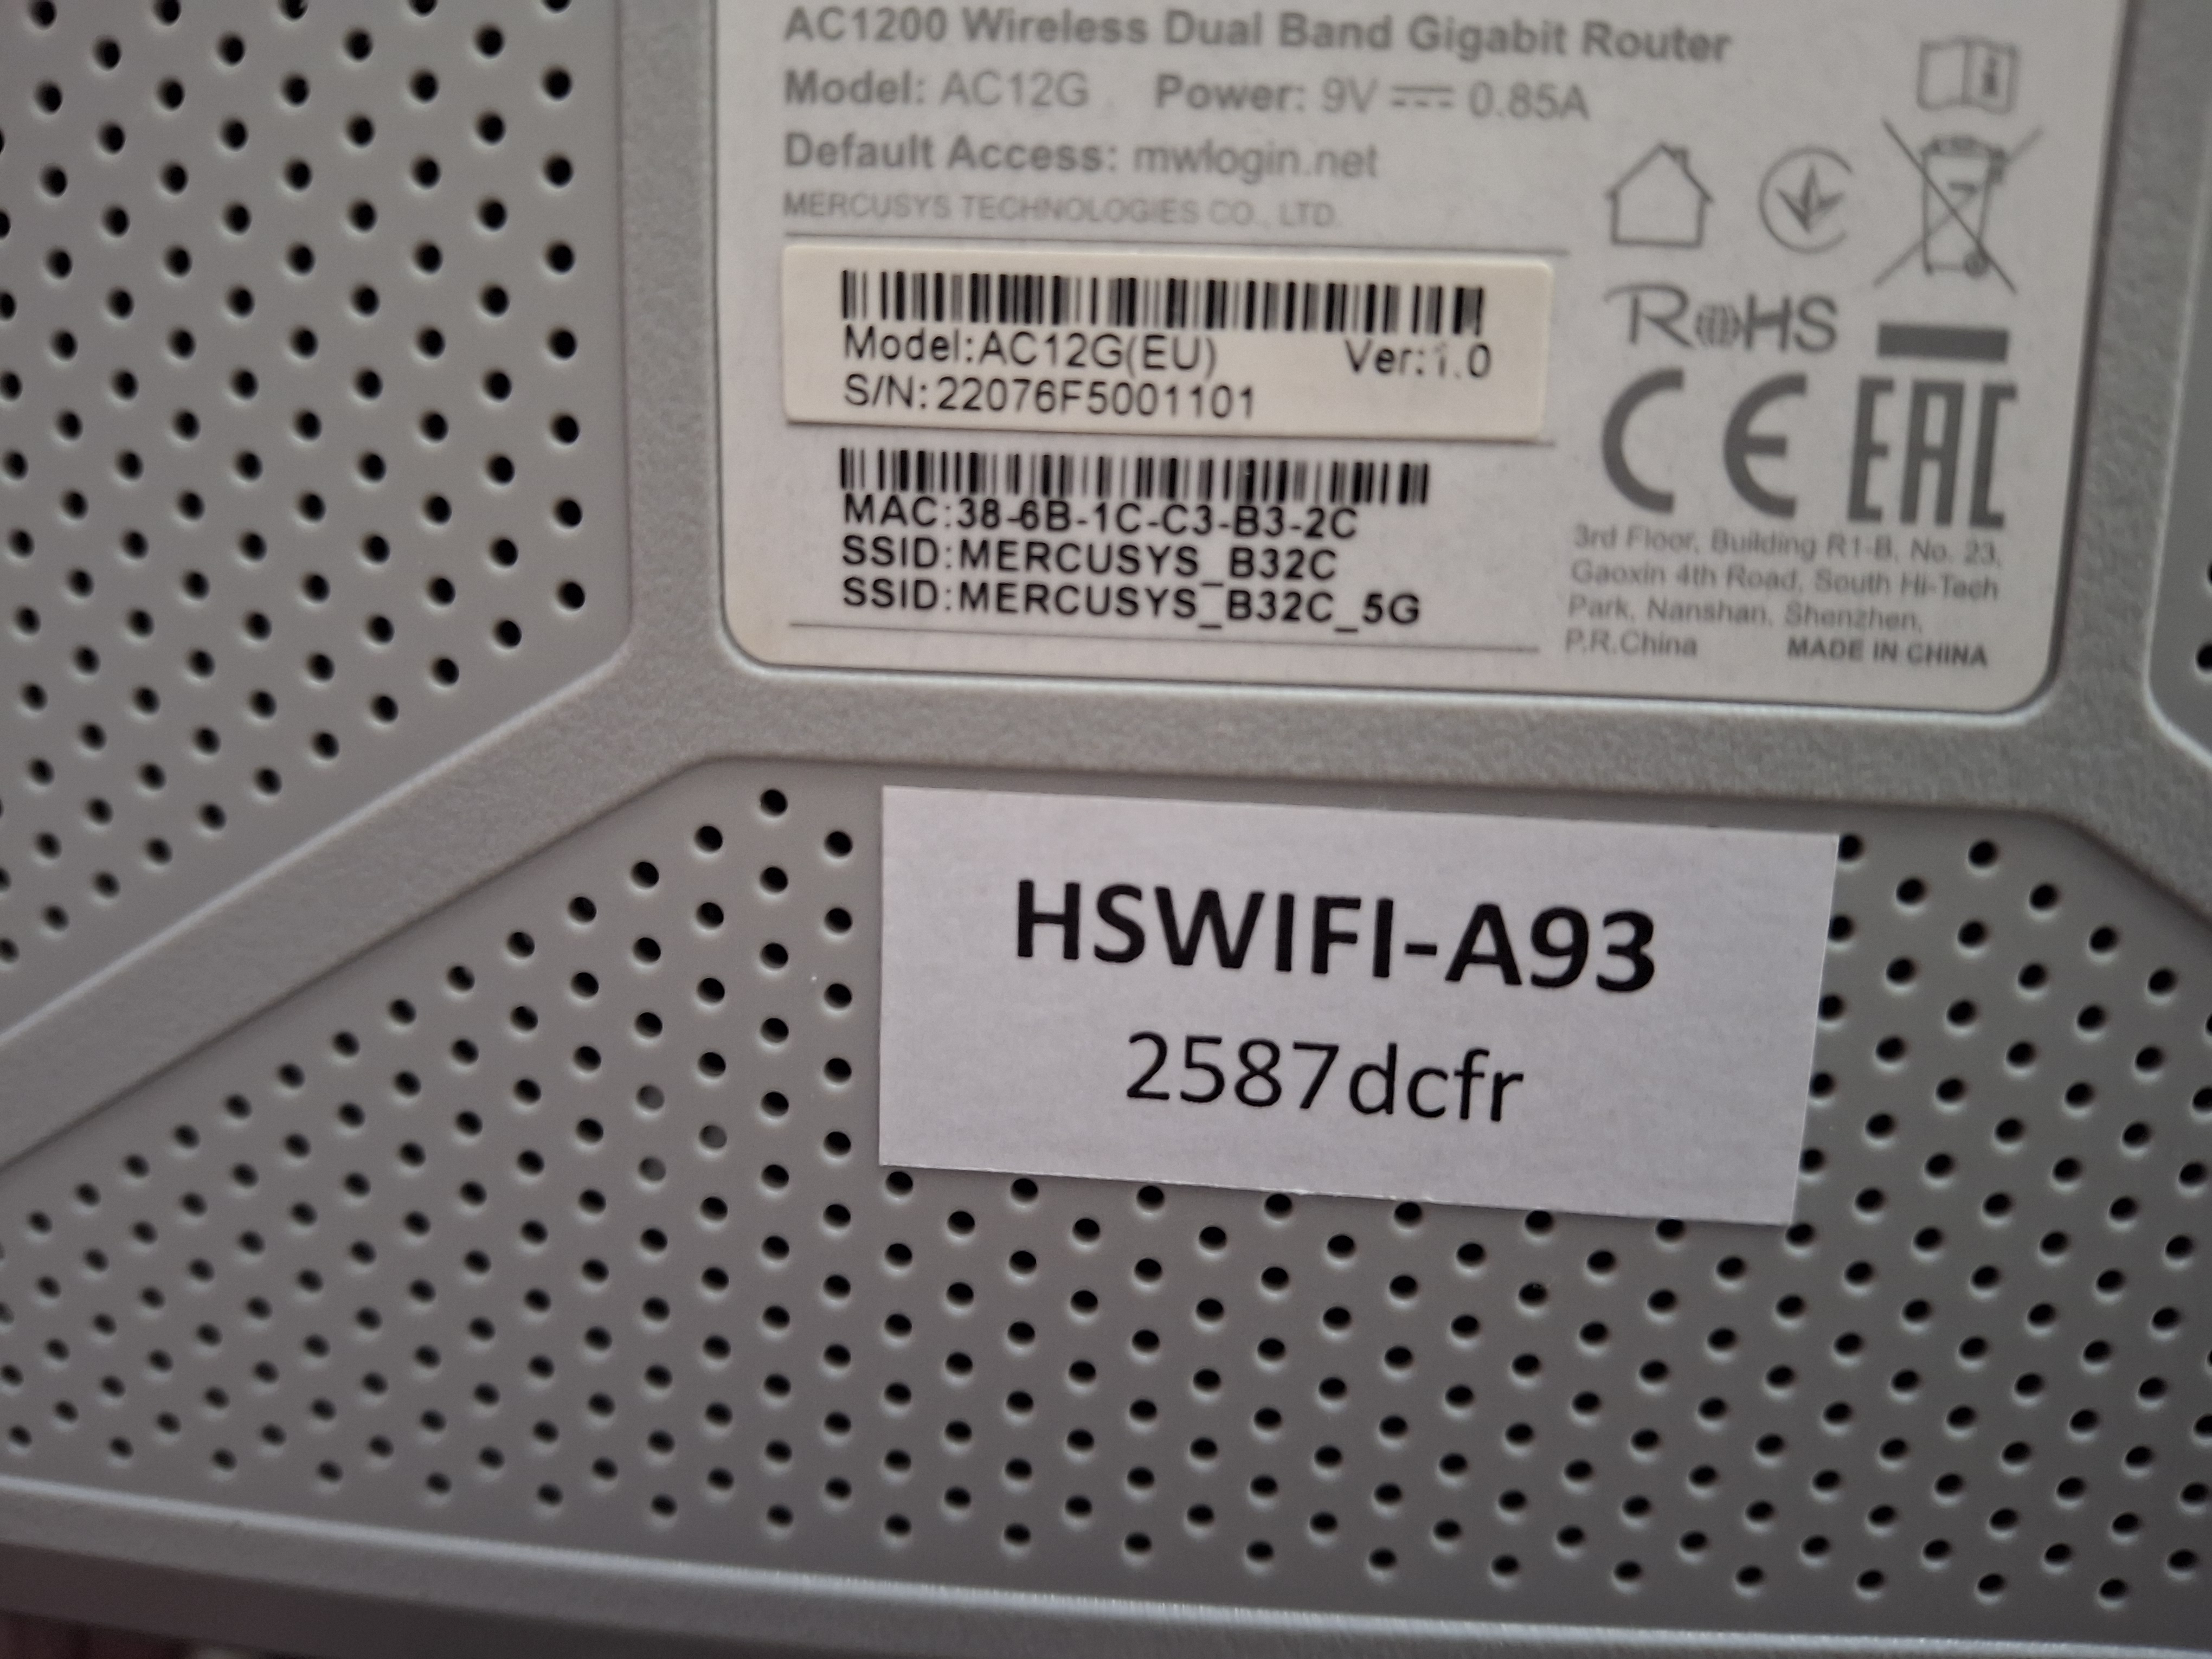 AC1200 Wireless Dual Band Gigabit Router
Model: AC12G Power: 9V ⎓ 0.85A
Default Access: mwlogin.net
MERCUSYS TECHNOLOGIES CO., LTD.
Model:AC12G(EU) Ver:1.0
S/N:22076F5001101
MAC:38-6B-1C-C3-B3-2C
SSID:MERCUSYS_B32C
SSID:MERCUSYS_B32C_5G
RoHS
CE EAC
3rd Floor, Building R1-B, No. 23,
Gaoxin 4th Road, South Hi-Tech
Park, Nanshan, Shenzhen,
P.R.China MADE IN CHINA
HSWIFI-A93
2587dcfr